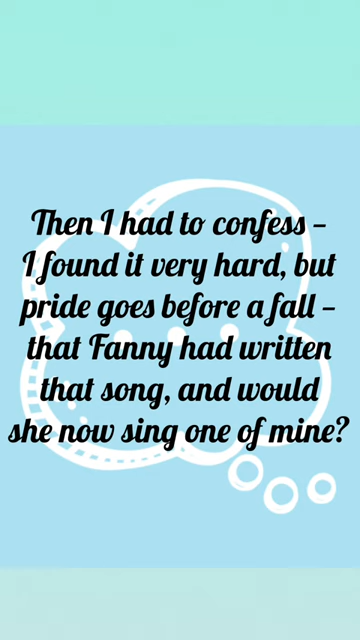 Then I had to confess –
I found it very hard, but
pride goes before a fall –
that Fanny had written
that song, and would
she now sing one of mine?